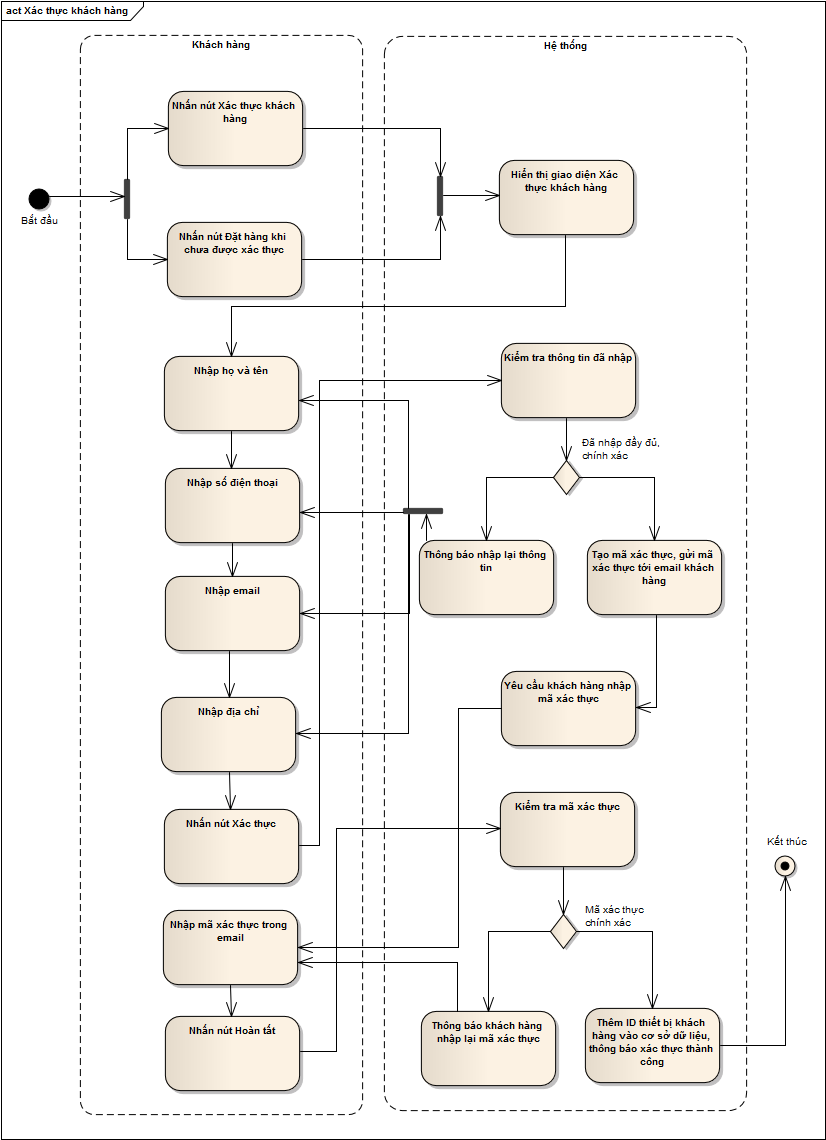 act Xác thực khách hàng
Khách hàng
Hệ thống
Nhấn nút Xác thực khách
hàng
Hiển thị giao diện Xác
thực khách hàng
Bắt đầu
Nhấn nút Đặt hàng khi
chưa được xác thực
Nhập họ và tên
Kiểm tra thông tin đã nhập
Đã nhập đầy đủ,
chính xác
Nhập số điện thoại
Thông báo nhập lại thông
tin
Tạo mã xác thực, gửi mã
xác thực tới email khách
hàng
Nhập email
Yêu cầu khách hàng nhập
mã xác thực
Nhập địa chỉ
Nhấn nút Xác thực
Kiểm tra mã xác thực
Kết thúc
Nhập mã xác thực trong
email
Mã xác thực
chính xác
Nhấn nút Hoàn tất
Thông báo khách hàng
nhập lại mã xác thực
Thêm ID thiết bị khách
hàng vào cơ sở dữ liệu,
thông báo xác thực thành
công